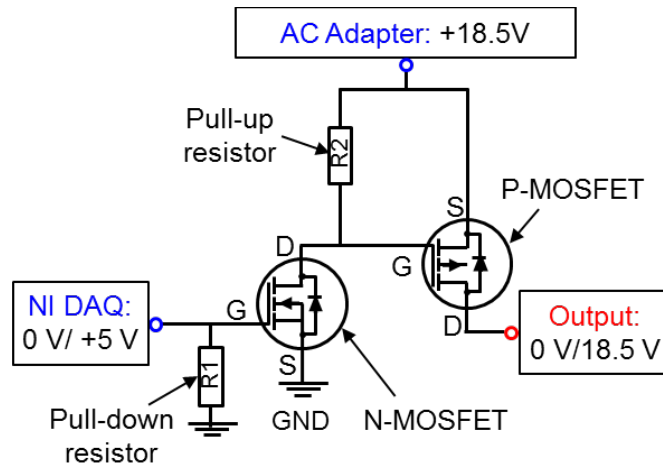 AC Adapter: +18.5V
Pull-up
resistor
R2
S
P-MOSFET
D
G
NI DAQ:
0 V/ +5 V
G
D
Output:
0 V/18.5 V
R1
S
Pull-down
resistor
GND
N-MOSFET